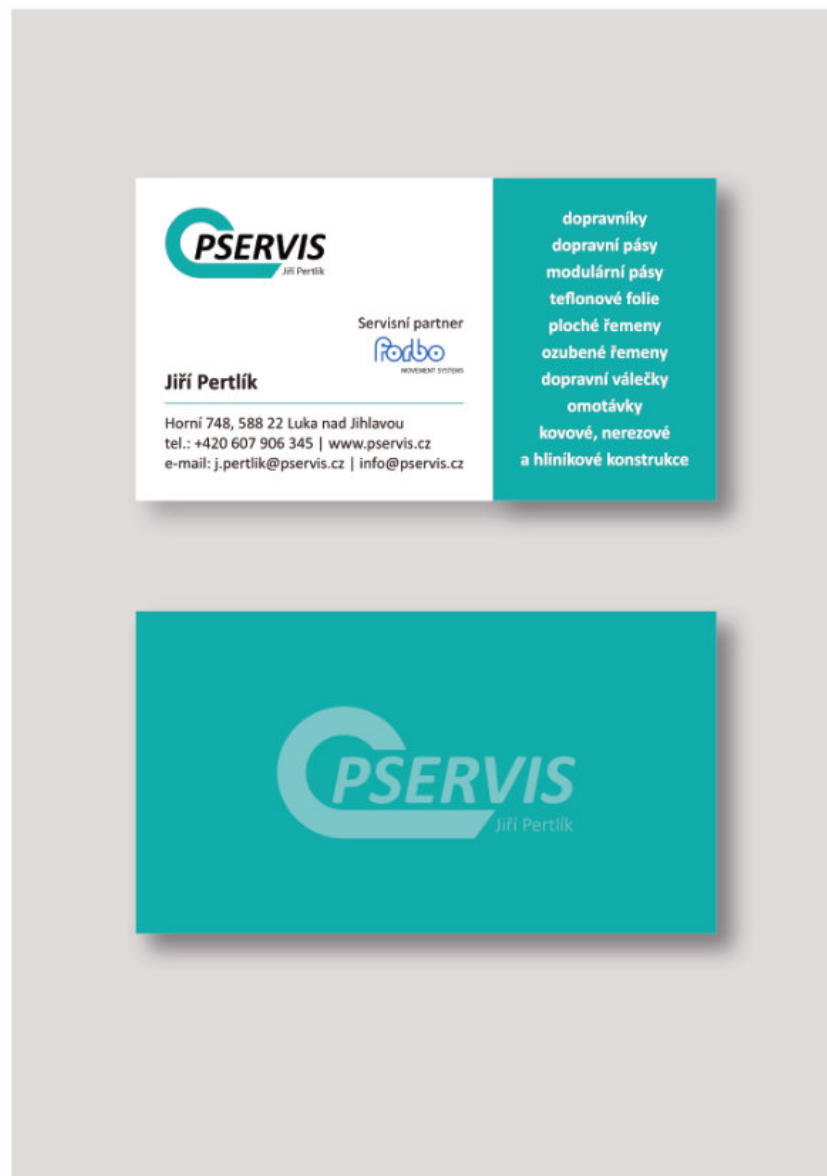 PSERVIS
Jiří Pertlík
Servisní partner
Forbo
MOVEMENT SYSTEMS
Jiří Pertlík
Horní 748, 588 22 Luka nad Jihlavou
tel.: +420 607 906 345 | www.pservis.cz
e-mail: j.pertlik@pservis.cz | info@pservis.cz
dopravníky
dopravní pásy
modulární pásy
teflonové folie
ploché řemeny
ozubené řemeny
dopravní válečky
omotávky
kovové, nerezové
a hliníkové konstrukce
PSERVIS
Jiří Pertlík